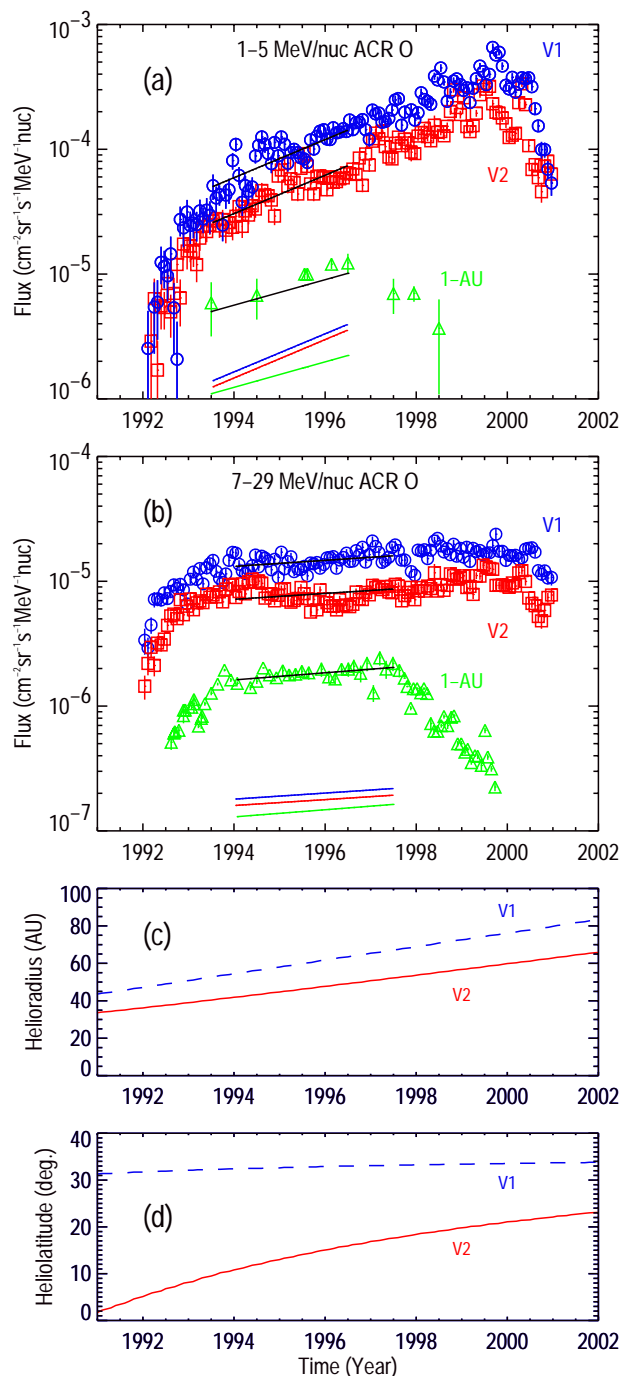 10⁻³
1–5 MeV/nuc ACR O
V1
(a)
10⁻⁴
V2
Flux (cm⁻²sr⁻¹s⁻¹MeV⁻¹nuc)
10⁻⁵
1–AU
10⁻⁶
1992 1994 1996 1998 2000 2002
10⁻⁴
7–29 MeV/nuc ACR O
(b)
V1
10⁻⁵
V2
Flux (cm⁻²sr⁻¹s⁻¹MeV⁻¹nuc)
10⁻⁶
1–AU
10⁻⁷
1992 1994 1996 1998 2000 2002
100
80
60
40
20
0
Helioradius (AU)
(c)
V1
V2
1992 1994 1996 1998 2000 2002
40
30
20
10
0
Heliolatitude (deg.)
(d)
V1
V2
1992 1994 1996 1998 2000 2002
Time (Year)